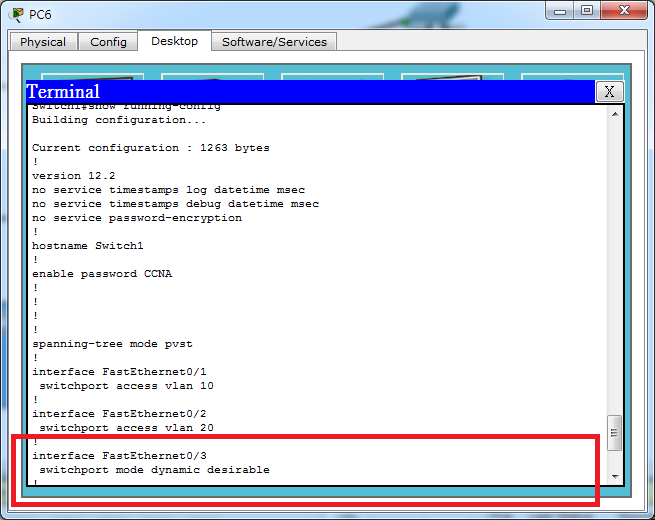 PC6
Physical Config Desktop Software/Services
Terminal X
Switch1#show running-config
Building configuration...
Current configuration : 1263 bytes
!
version 12.2
no service timestamps log datetime msec
no service timestamps debug datetime msec
no service password-encryption
!
hostname Switch1
!
enable password CCNA
!
!
!
!
spanning-tree mode pvst
!
interface FastEthernet0/1
 switchport access vlan 10
!
interface FastEthernet0/2
 switchport access vlan 20
!
interface FastEthernet0/3
 switchport mode dynamic desirable
!